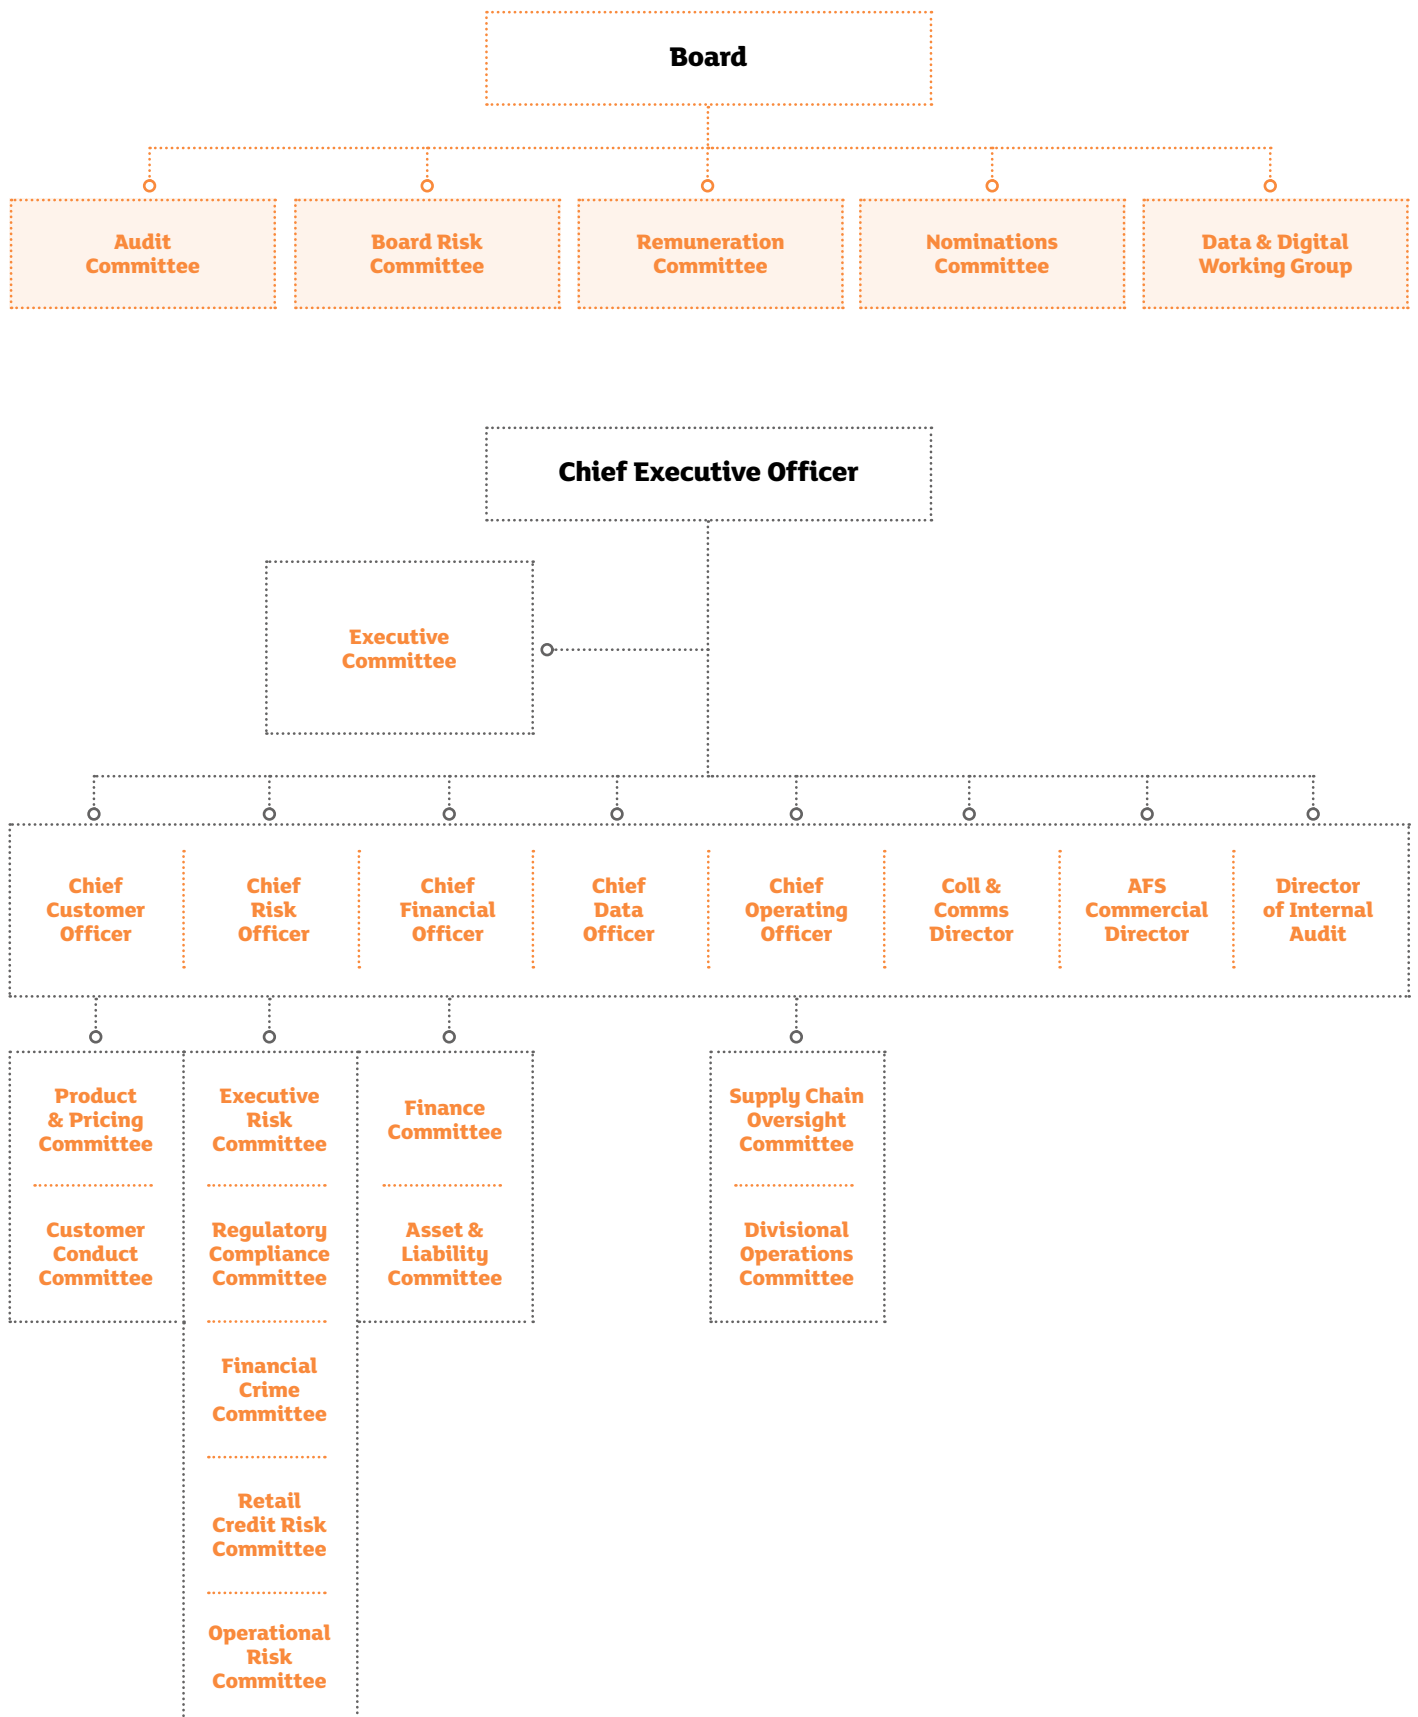 Board
Audit
Committee
Board Risk
Committee
Remuneration
Committee
Nominations
Committee
Data & Digital
Working Group
Chief Executive Officer
Executive
Committee
Chief
Customer
Officer
Chief
Risk
Officer
Chief
Financial
Officer
Chief
Data
Officer
Chief
Operating
Officer
Coll &
Comms
Director
AFS
Commercial
Director
Director
of Internal
Audit
Product
& Pricing
Committee
Customer
Conduct
Committee
Executive
Risk
Committee
Regulatory
Compliance
Committee
Financial
Crime
Committee
Retail
Credit Risk
Committee
Operational
Risk
Committee
Finance
Committee
Asset &
Liability
Committee
Supply Chain
Oversight
Committee
Divisional
Operations
Committee